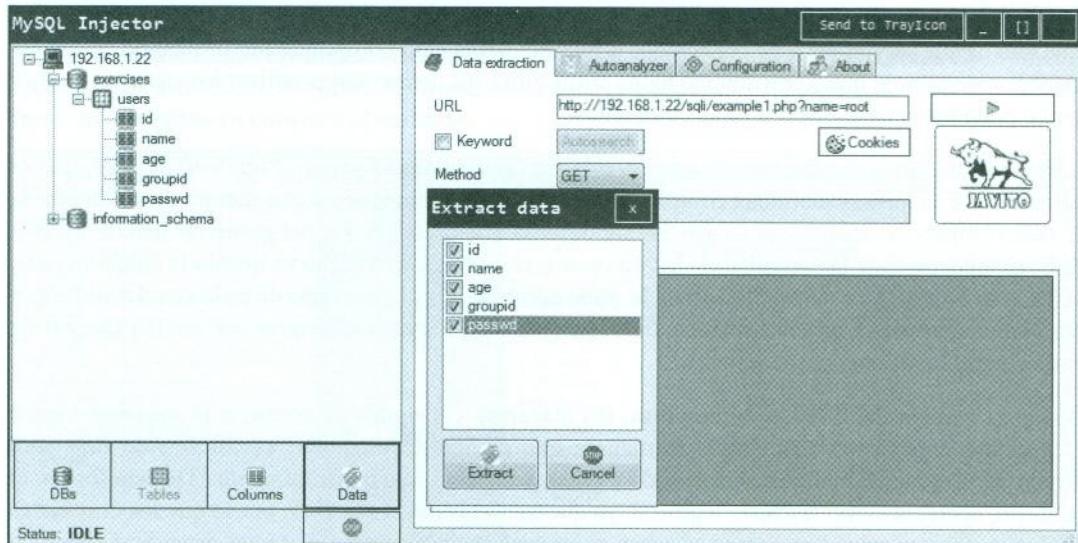 MySQL Injector
Send to TrayIcon _ []
192.168.1.22
exercises
users
id
name
age
groupid
passwd
information_schema
DBs
Tables
Columns
Data
Status: IDLE
Data extraction
Autoanalyzer
Configuration
About
URL
http://192.168.1.22/sqli/example1.php?name=root
Keyword
Autosearch
Cookies
Method
GET
JAVITO
Extract data
x
id
name
age
groupid
passwd
Extract
STOP
Cancel